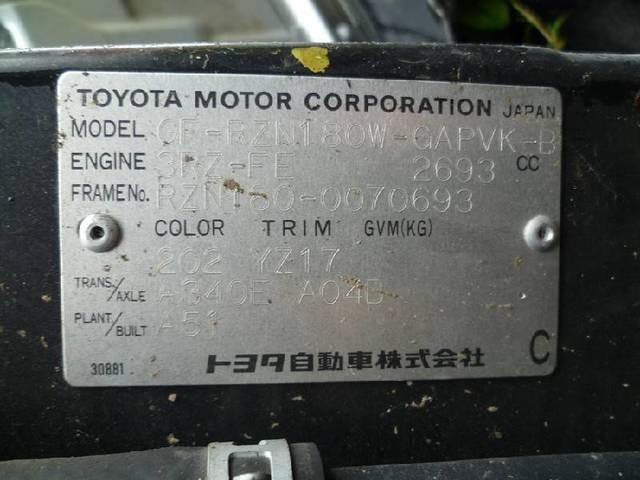 TOYOTA MOTOR CORPORATION JAPAN
MODEL GF-RZN180W-GAPVK-B
ENGINE 3RZ-FE 2693 CC
FRAME No. RZN180-0070693
COLOR TRIM GVM(KG)
202 YZ17
TRANS/AXLE A340E A04B
PLANT/BUILT A51
30881 トヨタ自動車株式会社 C